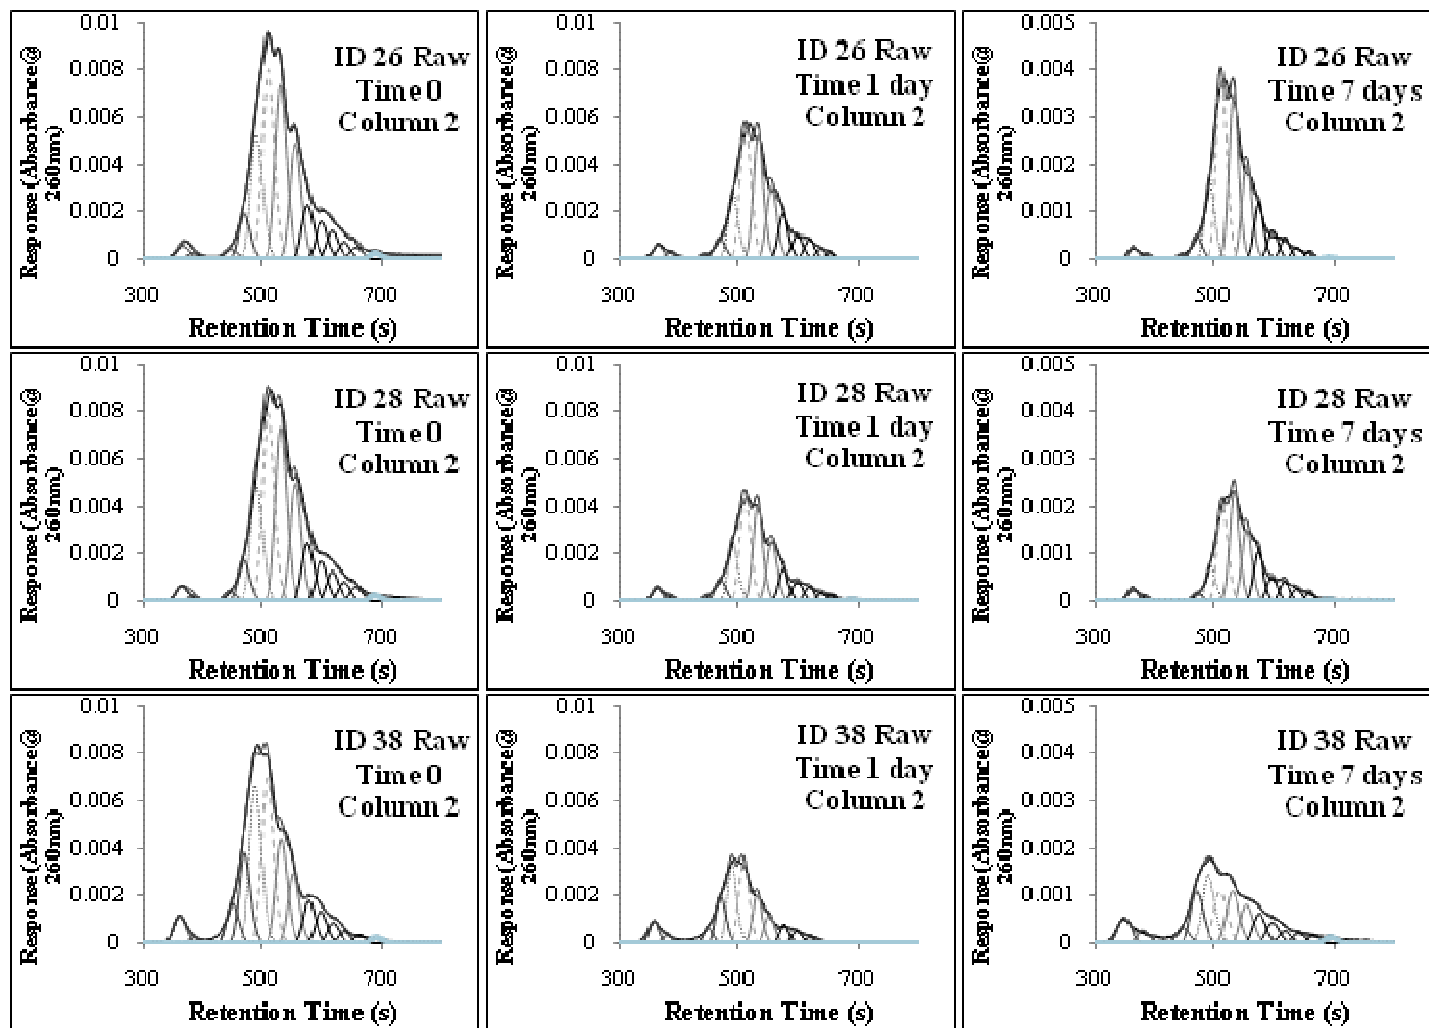 0.01
0.008
0.006
0.004
0.002
0
300 500 700
Response (Absorbance@
260nm)
Retention Time (s)
ID 26 Raw
Time 0
Column 2
0.01
0.008
0.006
0.004
0.002
0
300 500 700
Response (Absorbance@
260nm)
Retention Time (s)
ID 26 Raw
Time 1 day
Column 2
0.005
0.004
0.003
0.002
0.001
0
300 500 700
Response (Absorbance@
260nm)
Retention Time (s)
ID 26 Raw
Time 7 days
Column 2
0.01
0.008
0.006
0.004
0.002
0
300 500 700
Response (Absorbance@
260nm)
Retention Time (s)
ID 28 Raw
Time 0
Column 2
0.01
0.008
0.006
0.004
0.002
0
300 500 700
Response (Absorbance@
260nm)
Retention Time (s)
ID 28 Raw
Time 1 day
Column 2
0.005
0.004
0.003
0.002
0.001
0
300 500 700
Response (Absorbance@
260nm)
Retention Time (s)
ID 28 Raw
Time 7 days
Column 2
0.01
0.008
0.006
0.004
0.002
0
300 500 700
Response (Absorbance@
260nm)
Retention Time (s)
ID 38 Raw
Time 0
Column 2
0.01
0.008
0.006
0.004
0.002
0
300 500 700
Response (Absorbance@
260nm)
Retention Time (s)
ID 38 Raw
Time 1 day
Column 2
0.005
0.004
0.003
0.002
0.001
0
300 500 700
Response (Absorbance@
260nm)
Retention Time (s)
ID 38 Raw
Time 7 days
Column 2